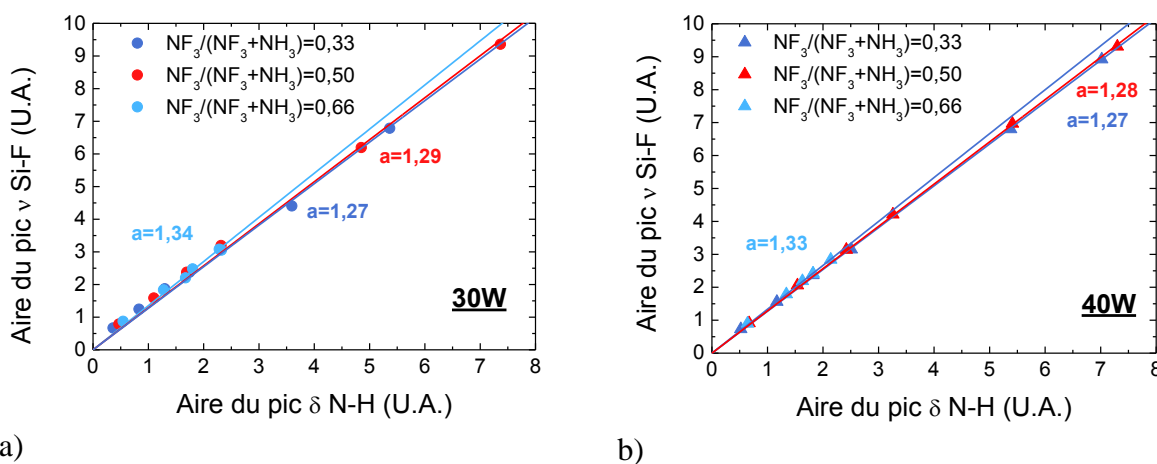 10
9
8
7
6
5
4
3
2
1
0
Aire du pic ν Si-F (U.A.)
NF₃/(NF₃+NH₃)=0,33
NF₃/(NF₃+NH₃)=0,50
NF₃/(NF₃+NH₃)=0,66
a=1,29
a=1,27
a=1,34
30W
0 1 2 3 4 5 6 7 8
Aire du pic δ N-H (U.A.)
a)
10
9
8
7
6
5
4
3
2
1
0
Aire du pic ν Si-F (U.A.)
NF₃/(NF₃+NH₃)=0,33
NF₃/(NF₃+NH₃)=0,50
NF₃/(NF₃+NH₃)=0,66
a=1,28
a=1,27
a=1,33
40W
0 1 2 3 4 5 6 7 8
Aire du pic δ N-H (U.A.)
b)